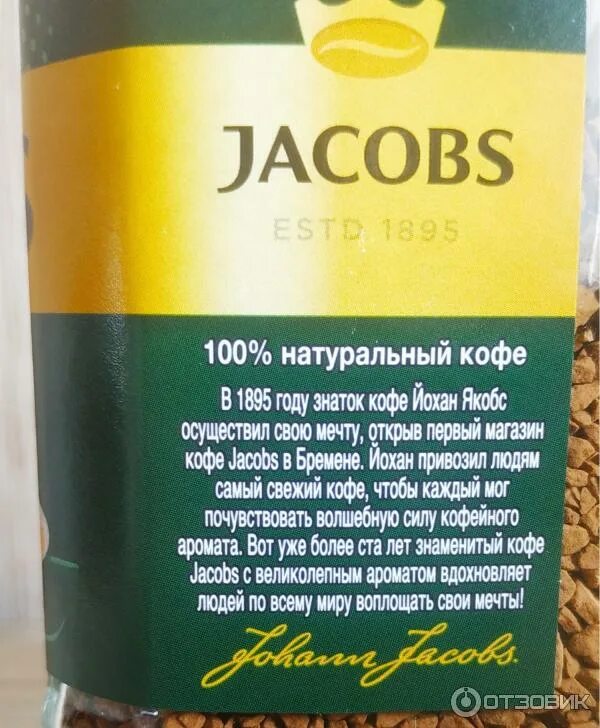 JACOBS
ESTD 1895
100% натуральный кофе
В 1895 году знаток кофе Йохан Якобс
осуществил свою мечту, открыв первый магазин
кофе Jacobs в Бремене. Йохан привозил людям
самый свежий кофе, чтобы каждый мог
почувствовать волшебную силу кофейного
аромата. Вот уже более ста лет знаменитый кофе
Jacobs с великолепным ароматом вдохновляет
людей по всему миру воплощать свои мечты!
Johann Jacobs.
ОТЗОВИК